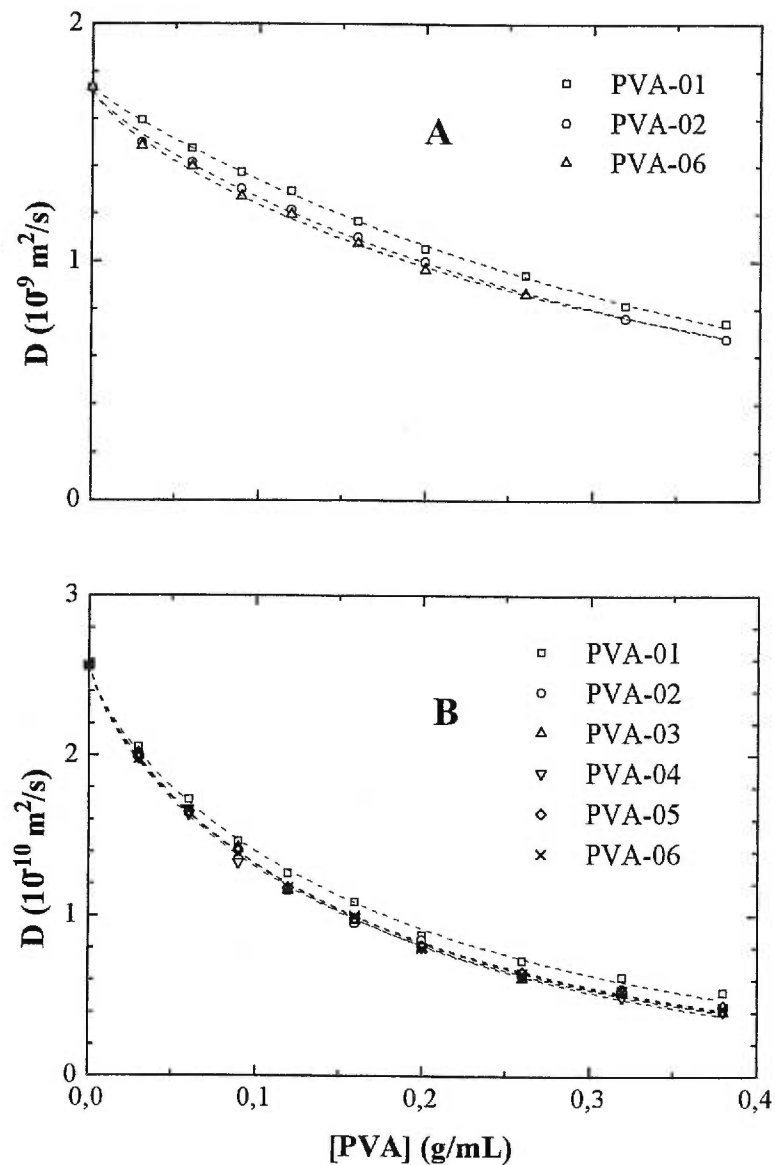 2
A
PVA-01
PVA-02
PVA-06
1
D (10⁻⁹ m²/s)
0
3
PVA-01
PVA-02
B
PVA-03
2
PVA-04
PVA-05
PVA-06
D (10⁻¹⁰ m²/s)
1
0
0,0 0,1 0,2 0,3 0,4
[PVA] (g/mL)